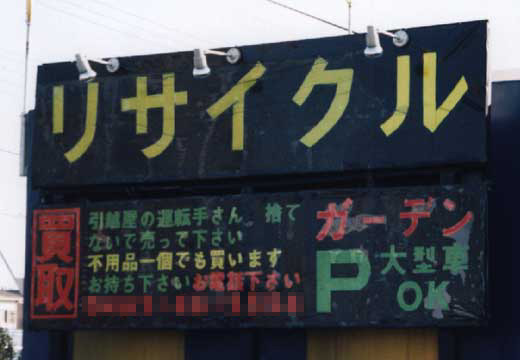 リサイクル
買取
引越屋の運転手さん 捨て
ないで売って下さい
不用品一個でも買います
お持ち下さいお電話下さい
ガーデン
P大型車
OK